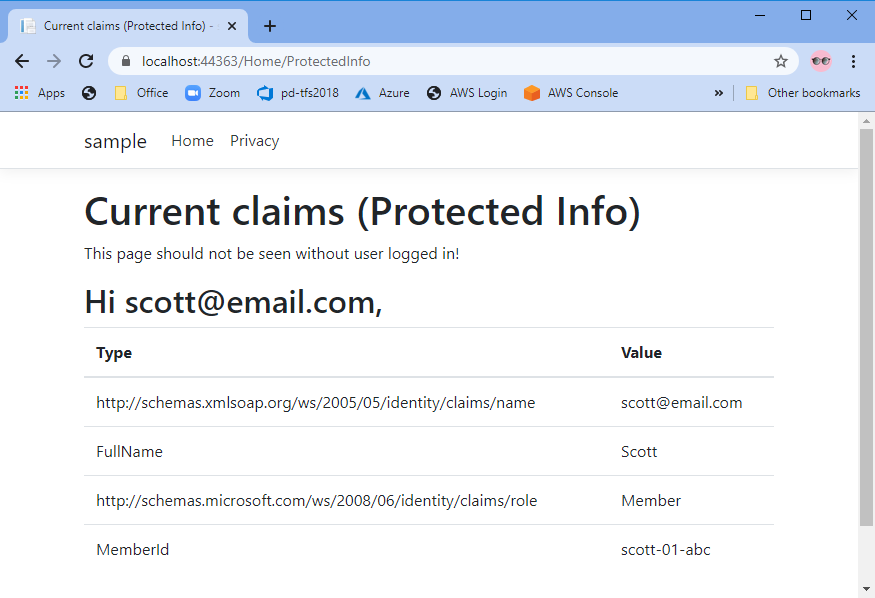 Current claims (Protected Info) -
localhost:44363/Home/ProtectedInfo
Apps Office Zoom pd-tfs2018 Azure AWS Login AWS Console » Other bookmarks
sample Home Privacy
Current claims (Protected Info)
This page should not be seen without user logged in!
Hi scott@email.com,
Type Value
http://schemas.xmlsoap.org/ws/2005/05/identity/claims/name scott@email.com
FullName Scott
http://schemas.microsoft.com/ws/2008/06/identity/claims/role Member
MemberId scott-01-abc